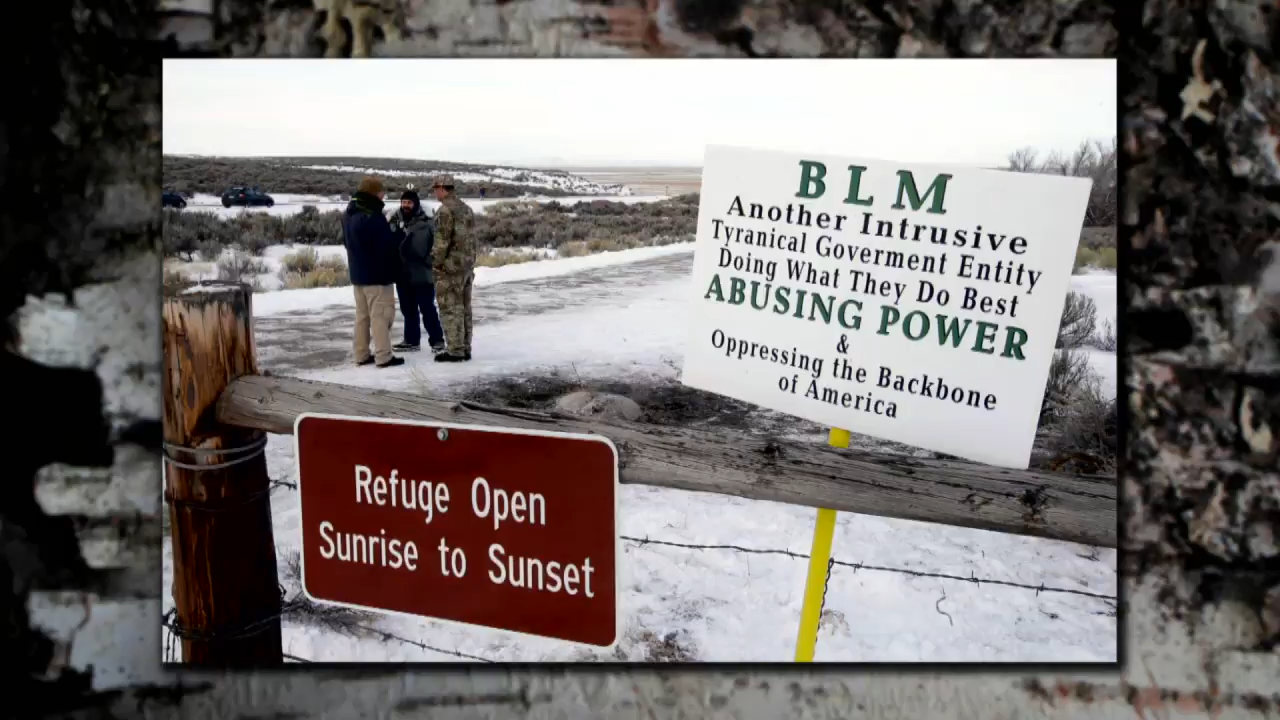 BLM
Another Intrusive
Tyranical Goverment Entity
Doing What They Do Best
ABUSING POWER
&
Oppressing the Backbone
of America
Refuge Open
Sunrise to Sunset